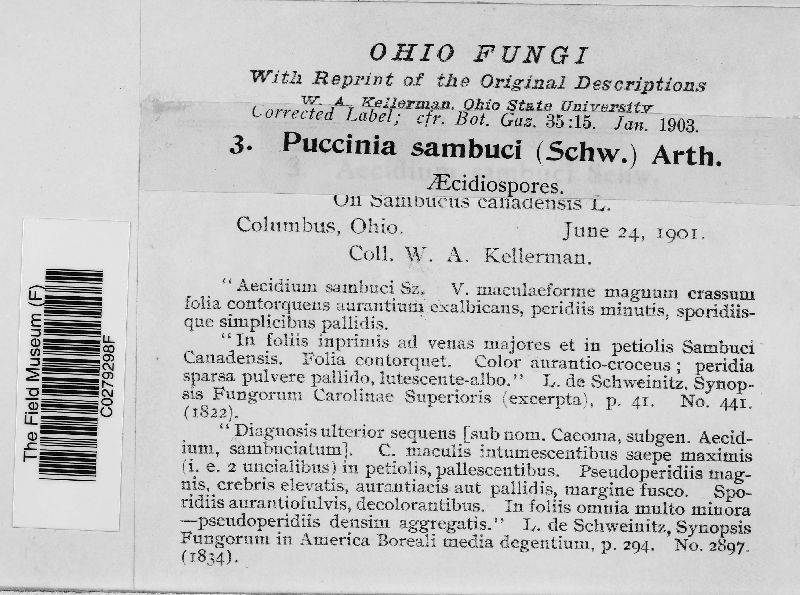 OHIO FUNGI
With Reprint of the Original Descriptions
W. A. Kellerman, Ohio State University
Corrected Label; cfr. Bot. Gaz. 35:15. Jan. 1903.
3. Puccinia sambuci (Schw.) Arth.
3. Aecidium sambuci Schw.
Æcidiospores.
On Sambucus canadensis L.
Columbus, Ohio. June 24, 1901.
Coll. W. A. Kellerman.
"Aecidium sambuci Sz. V. maculaeforme magnum crassum
folia contorquens aurantium exalbicans, peridiis minutis, sporidiis-
que simplicibus pallidis.
"In foliis inprimis ad venas majores et in petiolis Sambuci
Canadensis. Folia contorquet. Color aurantio-croceus; peridia
sparsa pulvere pallido, lutescente-albo." L. de Schweinitz, Synop-
sis Fungorum Carolinae Superioris (excerpta), p. 41. No. 441.
(1822).
"Diagnosis ulterior sequens [sub nom. Caeoma, subgen. Aecid-
ium, sambuciatum]. C. maculis intumescentibus saepe maximis
(i. e. 2 uncialibus) in petiolis, pallescentibus. Pseudoperidiis mag-
nis, crebris elevatis, aurantiacis aut pallidis, margine fusco. Spo-
ridiis aurantiofulvis, decolorantibus. In foliis omnia multo minora
—pseudoperidiis densim aggregatis." L. de Schweinitz, Synopsis
Fungorum in America Boreali media degentium, p. 294. No. 2897.
(1834).
The Field Museum (F)
C0279298F